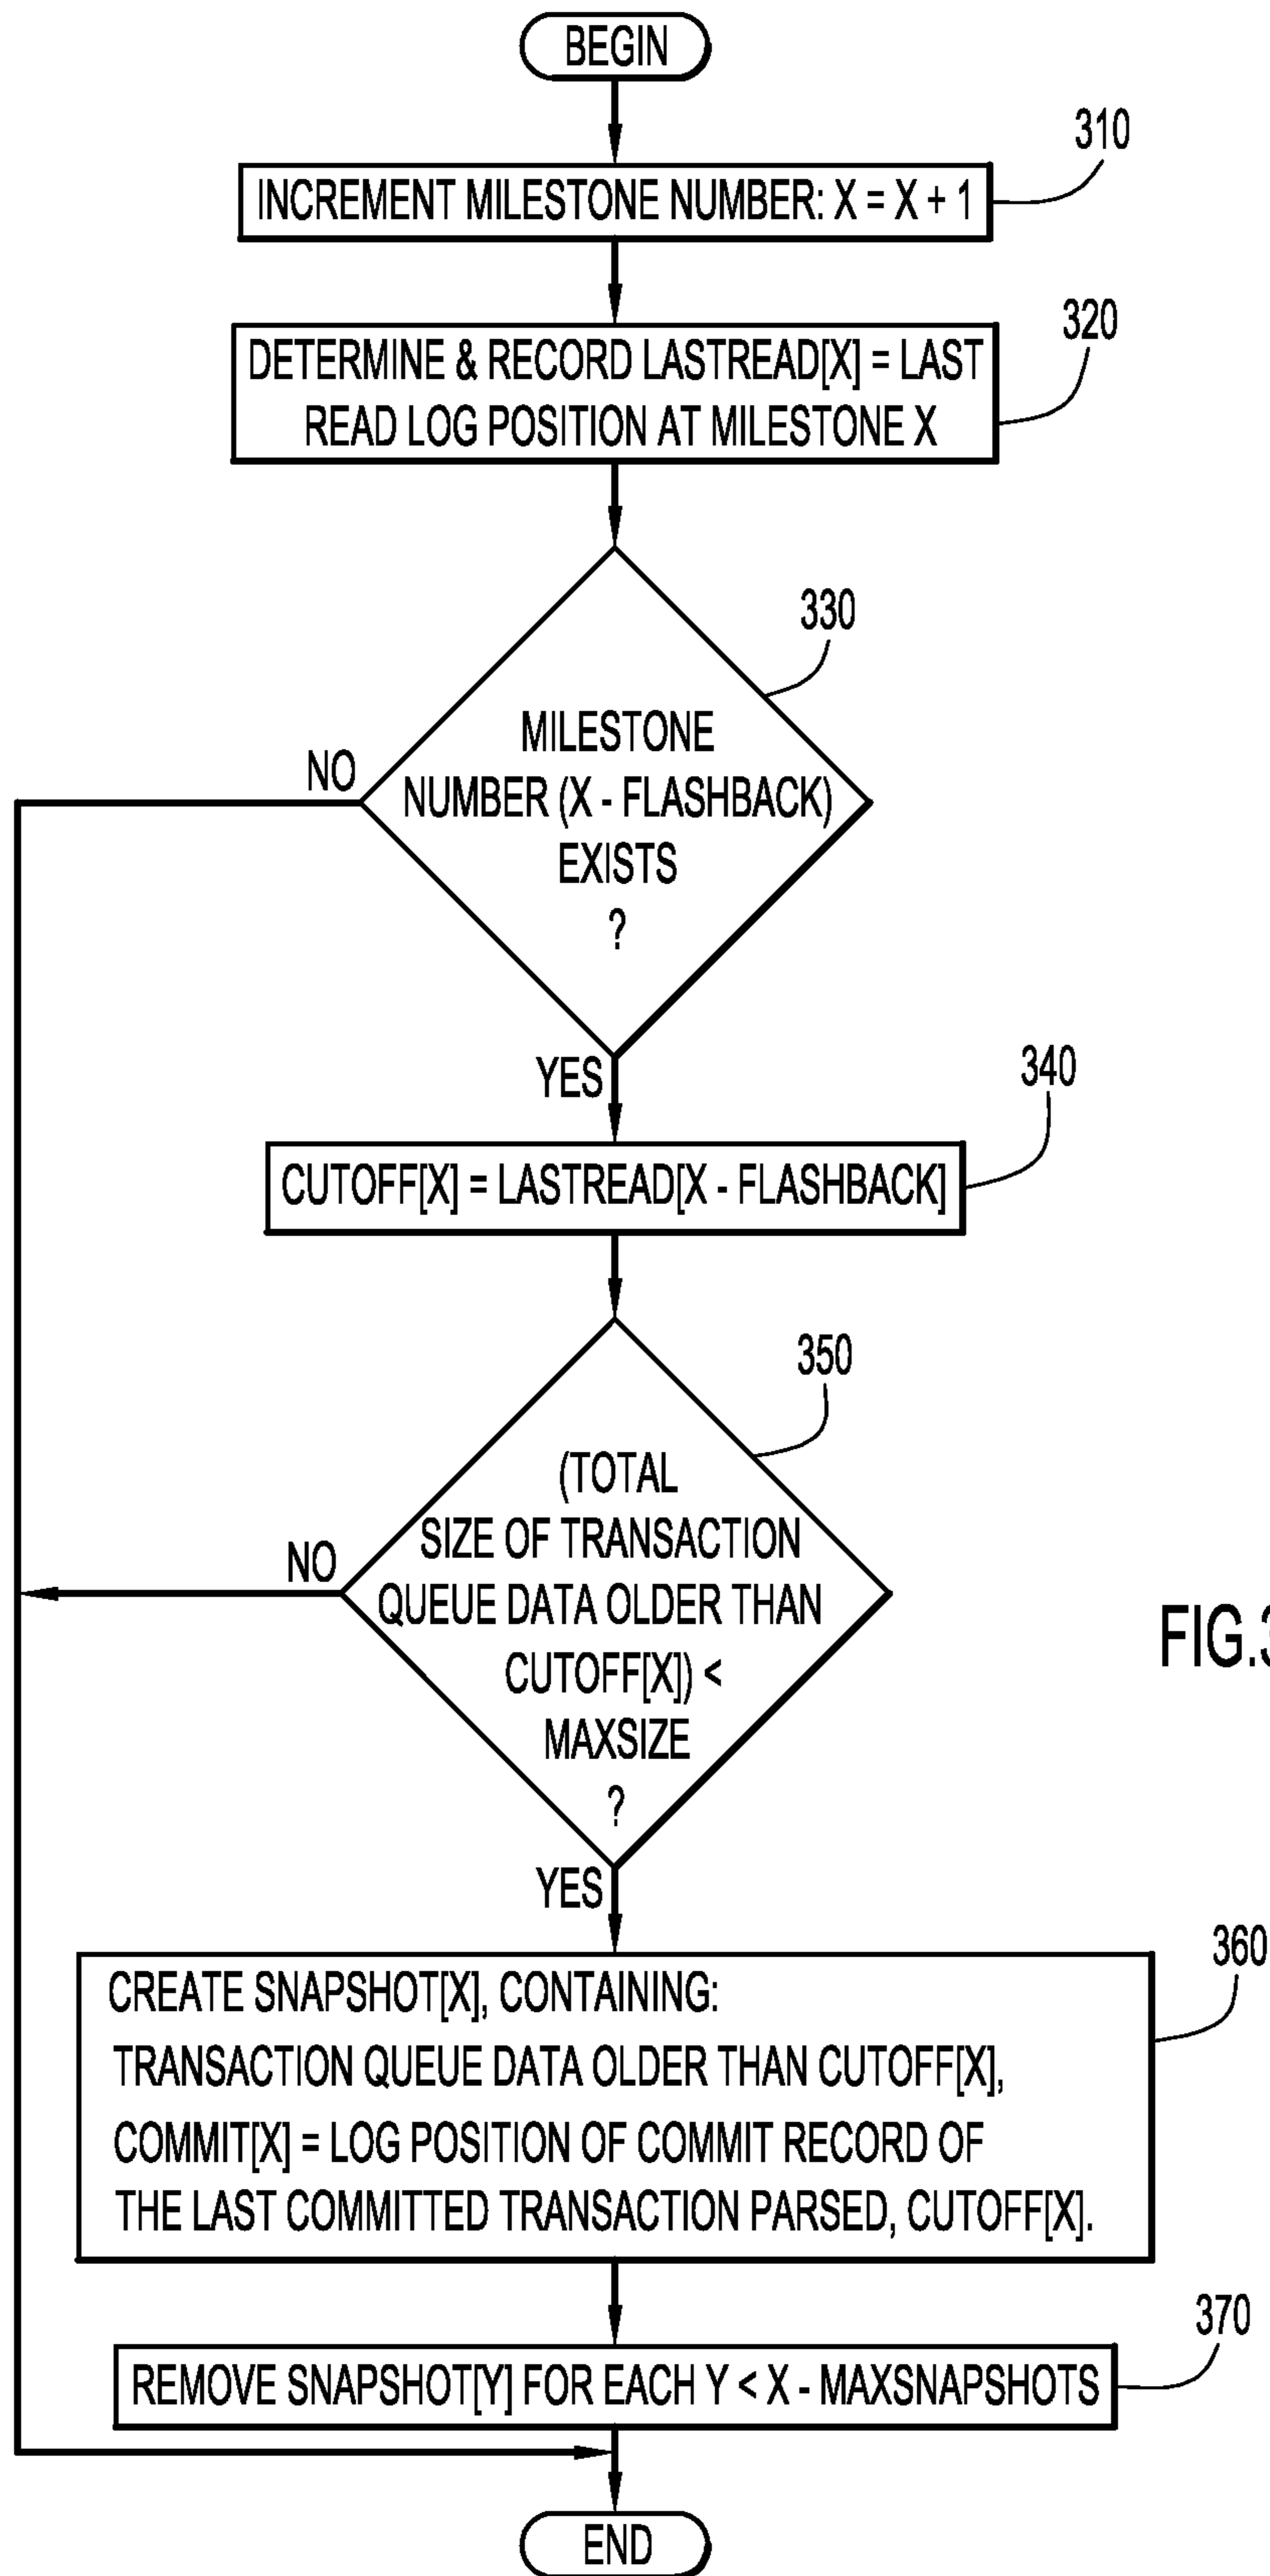 BEGIN
310
INCREMENT MILESTONE NUMBER: X = X + 1
320
DETERMINE & RECORD LASTREAD[X] = LAST
READ LOG POSITION AT MILESTONE X
330
MILESTONE
NUMBER (X - FLASHBACK)
EXISTS
?
NO
YES
340
CUTOFF[X] = LASTREAD[X - FLASHBACK]
350
(TOTAL
SIZE OF TRANSACTION
QUEUE DATA OLDER THAN
CUTOFF[X]) <
MAXSIZE
?
NO
YES
FIG.3
360
CREATE SNAPSHOT[X], CONTAINING:
TRANSACTION QUEUE DATA OLDER THAN CUTOFF[X],
COMMIT[X] = LOG POSITION OF COMMIT RECORD OF
THE LAST COMMITTED TRANSACTION PARSED, CUTOFF[X].
370
REMOVE SNAPSHOT[Y] FOR EACH Y < X - MAXSNAPSHOTS
END